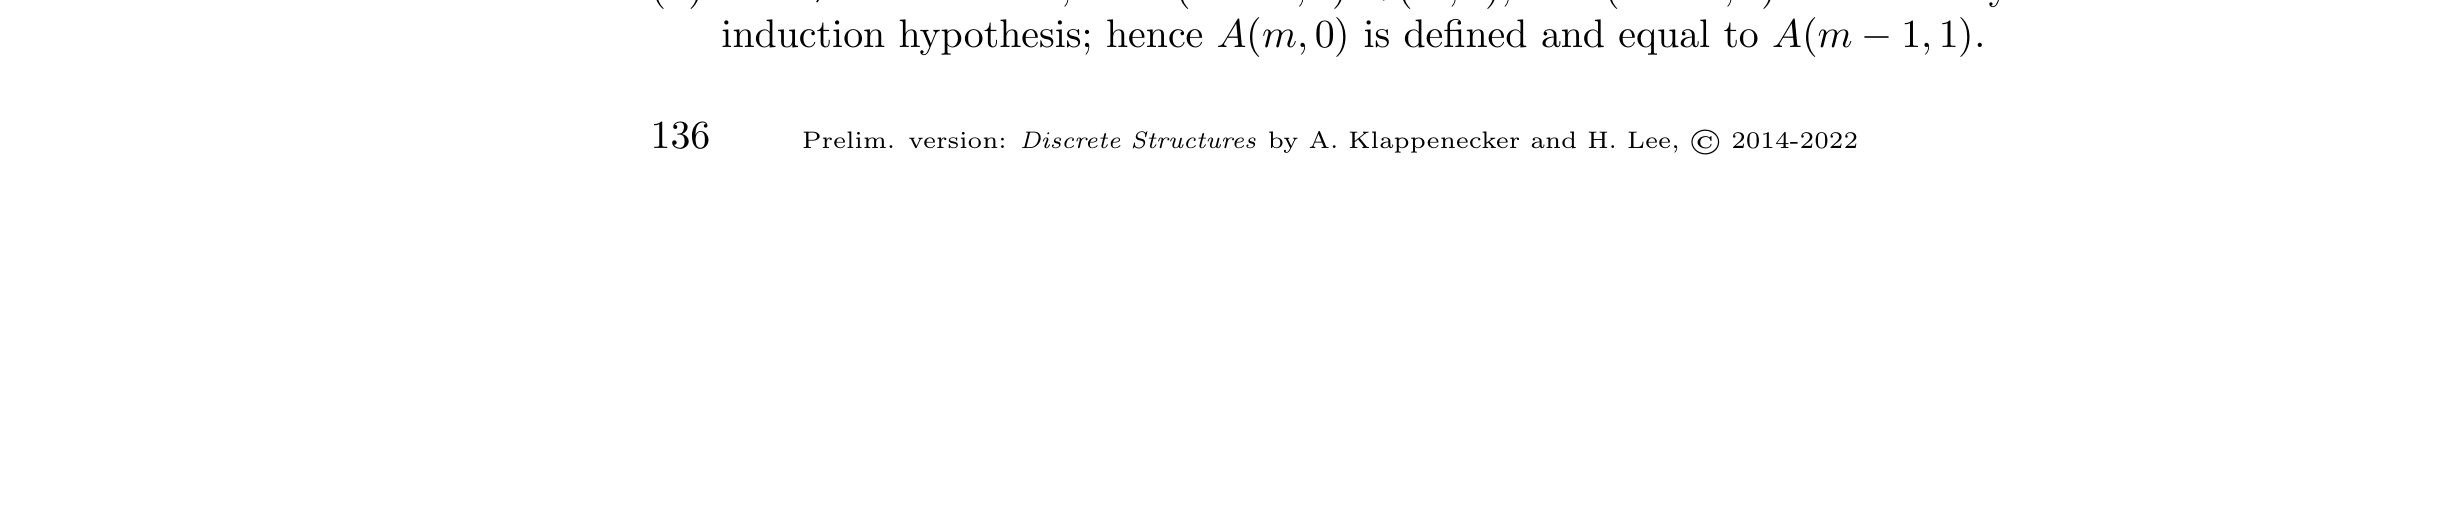 induction hypothesis; hence A(m, 0) is defined and equal to A(m − 1, 1).
136 Prelim. version: Discrete Structures by A. Klappenecker and H. Lee, © 2014-2022